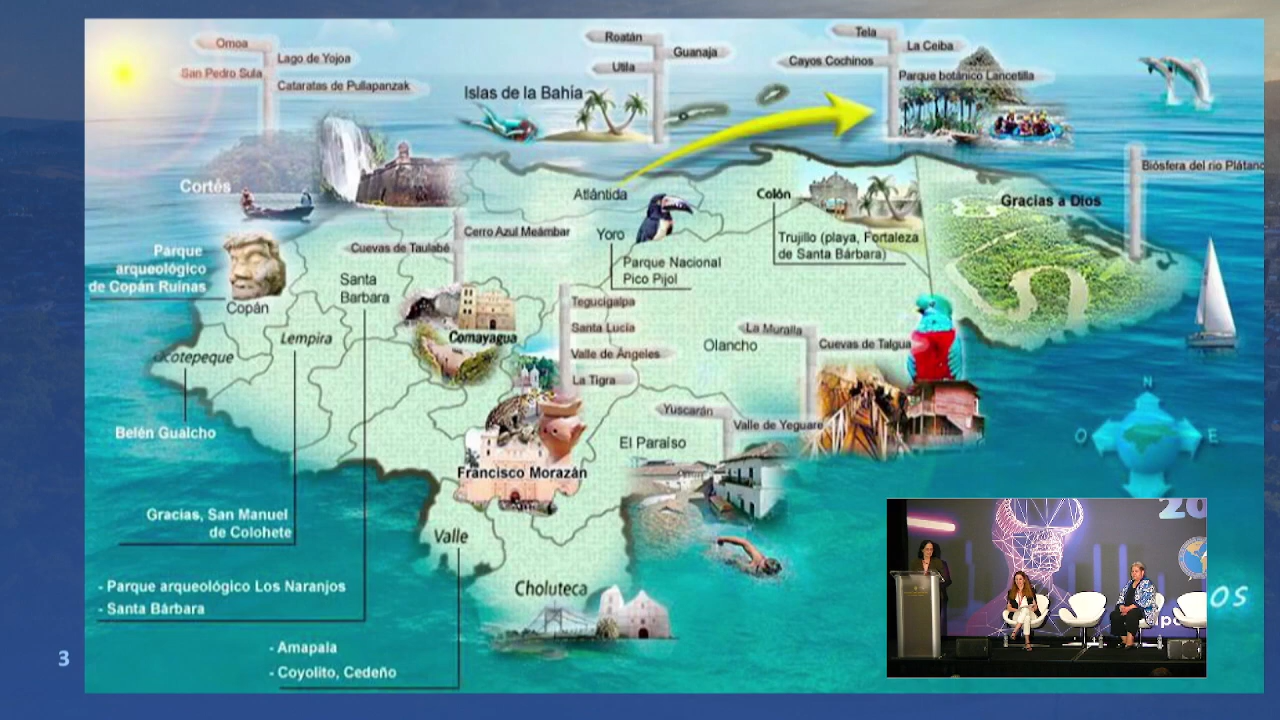 Omoa
Lago de Yojoa
San Pedro Sula
Cataratas de Pullapanzak
Roatán
Guanaja
Utila
Islas de la Bahía
Tela
La Ceiba
Cayos Cochinos
Parque botánico Lancetilla
Biósfera del rio Plátano
Cortés
Atlántida
Colón
Gracias a Dios
Cerro Azul Meámbar
Cuevas de Taulabé
Yoro
Trujillo (playa, Fortaleza
de Santa Bárbara)
Parque
arqueológico
de Copán Ruinas
Parque Nacional
Pico Pijol
Santa
Barbara
Copán
Tegucigalpa
Santa Lucía
Valle de Ángeles
La Tigra
La Muralla
Olancho
Cuevas de Talgua
Lempira
Comayagua
Ocotepeque
Yuscarán
Valle de Yeguare
Belén Gualcho
El Paraíso
Francisco Morazán
N
O
E
Gracias, San Manuel
de Colohete
Valle
- Parque arqueológico Los Naranjos
- Santa Bárbara
Choluteca
- Amapala
- Coyolito, Cedeño
3
20
os